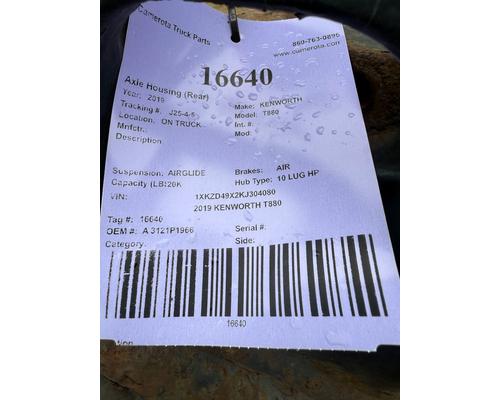 Camerota Truck Parts
860-763-0896
www.camerota.com
16640
Axle Housing (Rear)
Year: 2019 Make: KENWORTH
Tracking #: J25-4-5 Model: T880
Location: ON TRUCK Int. #:
Mnfctr.: Mod:
Description
Suspension: AIRGLIDE Brakes: AIR
Capacity (LB):20K Hub Type: 10 LUG HP
VIN: 1XKZD49X2KJ304080
2019 KENWORTH T880
Tag #: 16640
OEM #: A 3121P1966 Serial #:
Category: Side:
16640